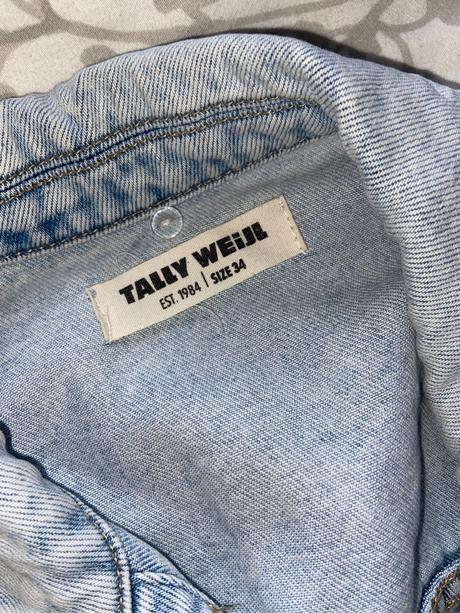 TALLY WEiJL
EST. 1984 | SIZE 34